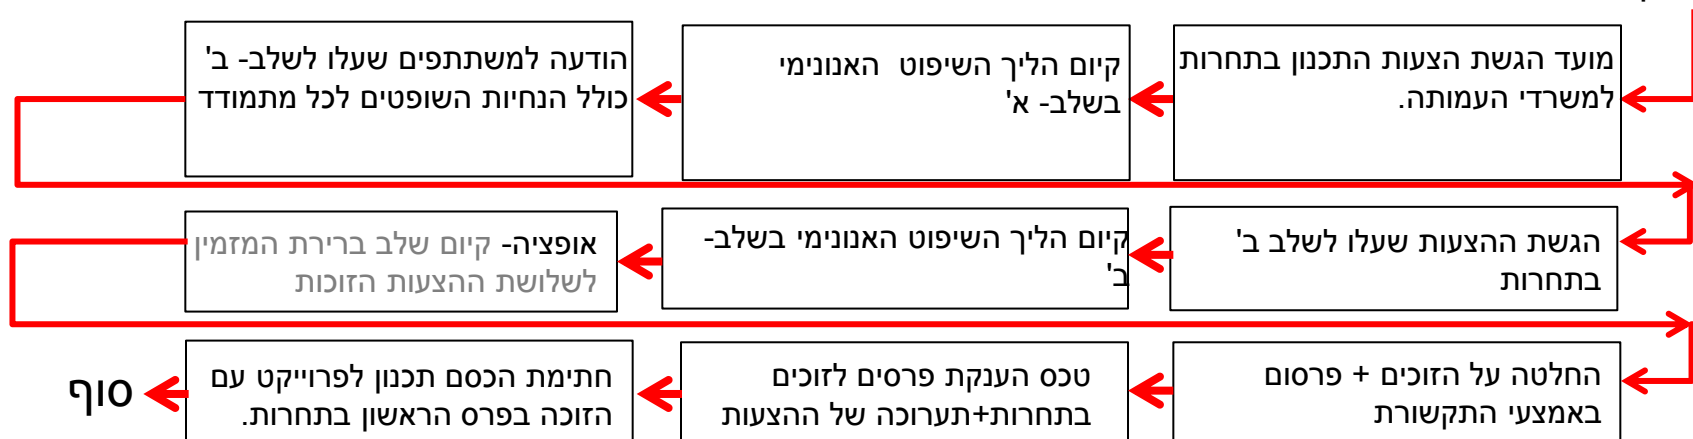 מועד הגשת הצעות התכנון בתחרות
למשרדי העמותה.
קיום הליך השיפוט האנונימי
בשלב- א'
הודעה למשתתפים שעלו לשלב- ב'
כולל הנחיות השופטים לכל מתמודד
הגשת ההצעות שעלו לשלב ב'
בתחרות
קיום הליך השיפוט האנונימי בשלב-
ב'
אופציה- קיום שלב ברירת המזמין
לשלושת ההצעות הזוכות
החלטה על הזוכים + פרסום
באמצעי התקשורת
טכס הענקת פרסים לזוכים
בתחרות+תערוכה של ההצעות
חתימת הכסם תכנון לפרוייקט עם
הזוכה בפרס הראשון בתחרות.
סוף